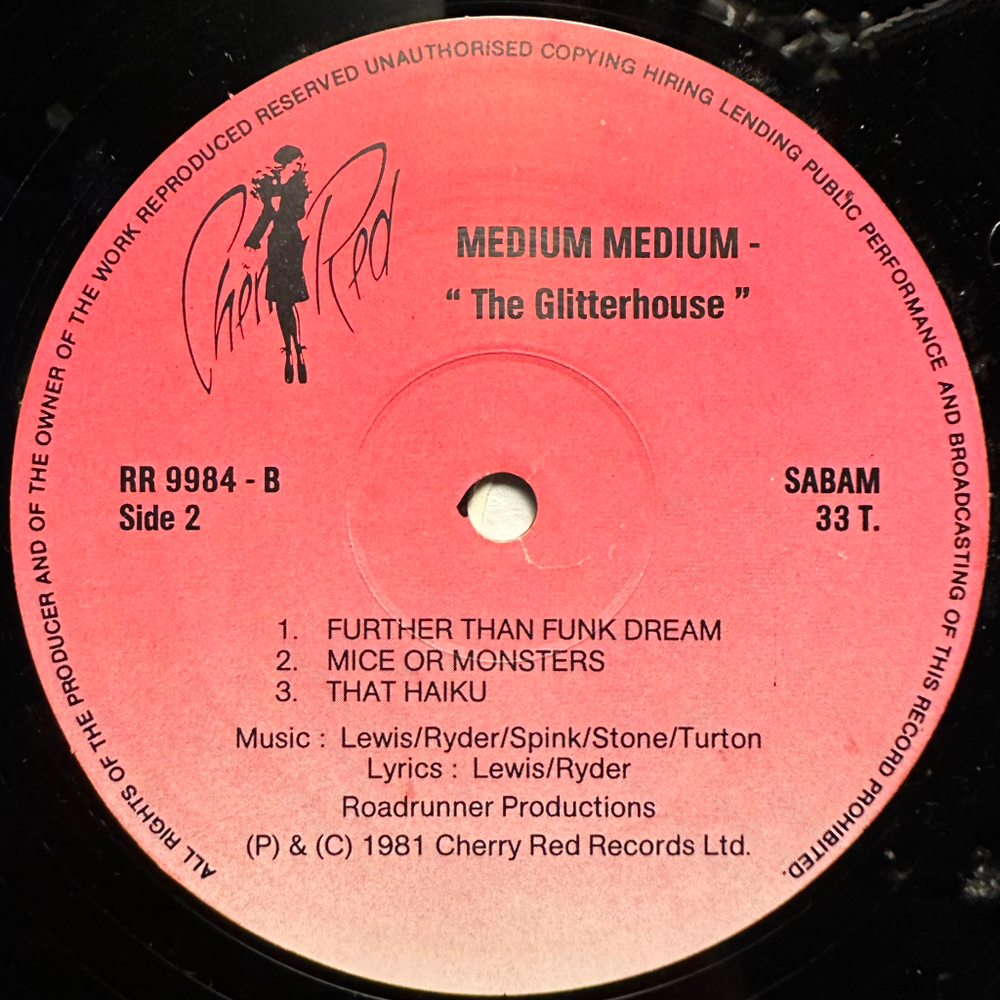 ALL RIGHTS OF THE PRODUCER AND OF THE OWNER OF THE WORK REPRODUCED RESERVED UNAUTHORISED COPYING HIRING LENDING PUBLIC PERFORMANCE AND BROADCASTING OF THIS RECORD PROHIBITED.
Cherry Red
MEDIUM MEDIUM -
“ The Glitterhouse ”
RR 9984 - B
Side 2
SABAM
33 T.
1. FURTHER THAN FUNK DREAM
2. MICE OR MONSTERS
3. THAT HAIKU
Music : Lewis/Ryder/Spink/Stone/Turton
Lyrics : Lewis/Ryder
Roadrunner Productions
(P) & (C) 1981 Cherry Red Records Ltd.